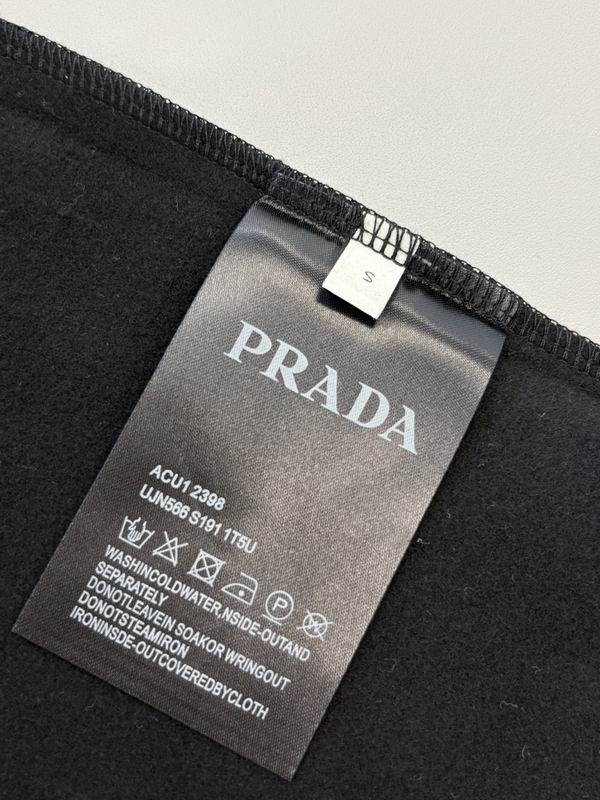 S
PRADA
ACU1 2398
UJN566 S191 1T5U
P
W
WASHINCOLDWATER,NSIDE-OUTAND
SEPARATELY
DONOTLEAVEIN SOAKOR WRINGOUT
DONOTSTEAMIRON
IRONINSDE-OUTCOVEREDBYCLOTH